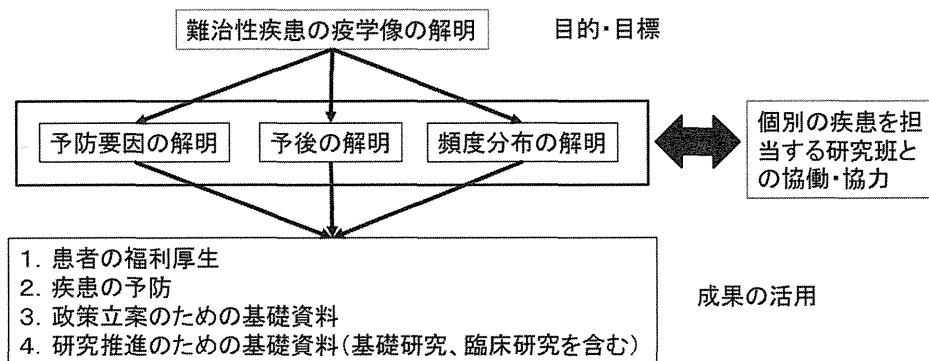 難治性疾患の疫学像の解明
目的・目標
予防要因の解明
予後の解明
頻度分布の解明
個別の疾患を担
当する研究班と
の協働・協力
1. 患者の福利厚生
2. 疾患の予防
3. 政策立案のための基礎資料
4. 研究推進のための基礎資料(基礎研究、臨床研究を含む)
成果の活用